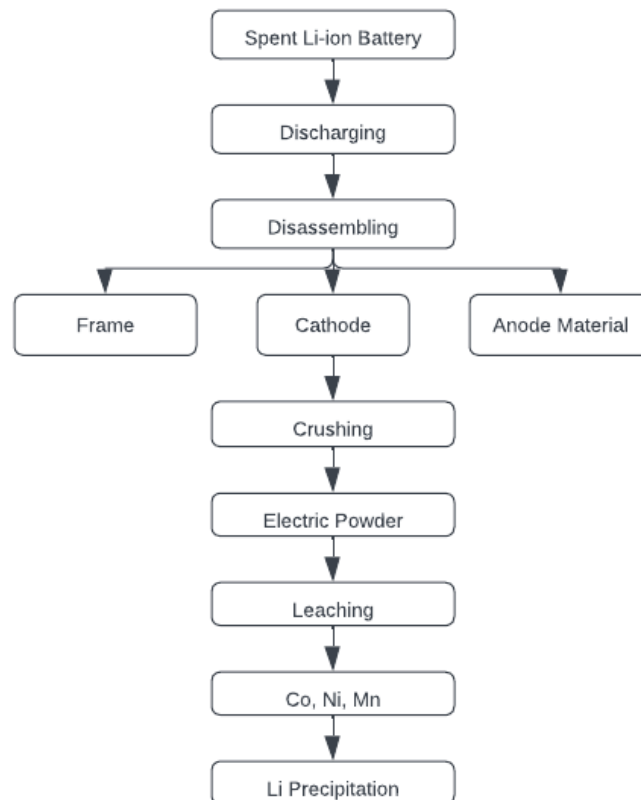 Spent Li-ion Battery
Discharging
Disassembling
Frame
Cathode
Anode Material
Crushing
Electric Powder
Leaching
Co, Ni, Mn
Li Precipitation